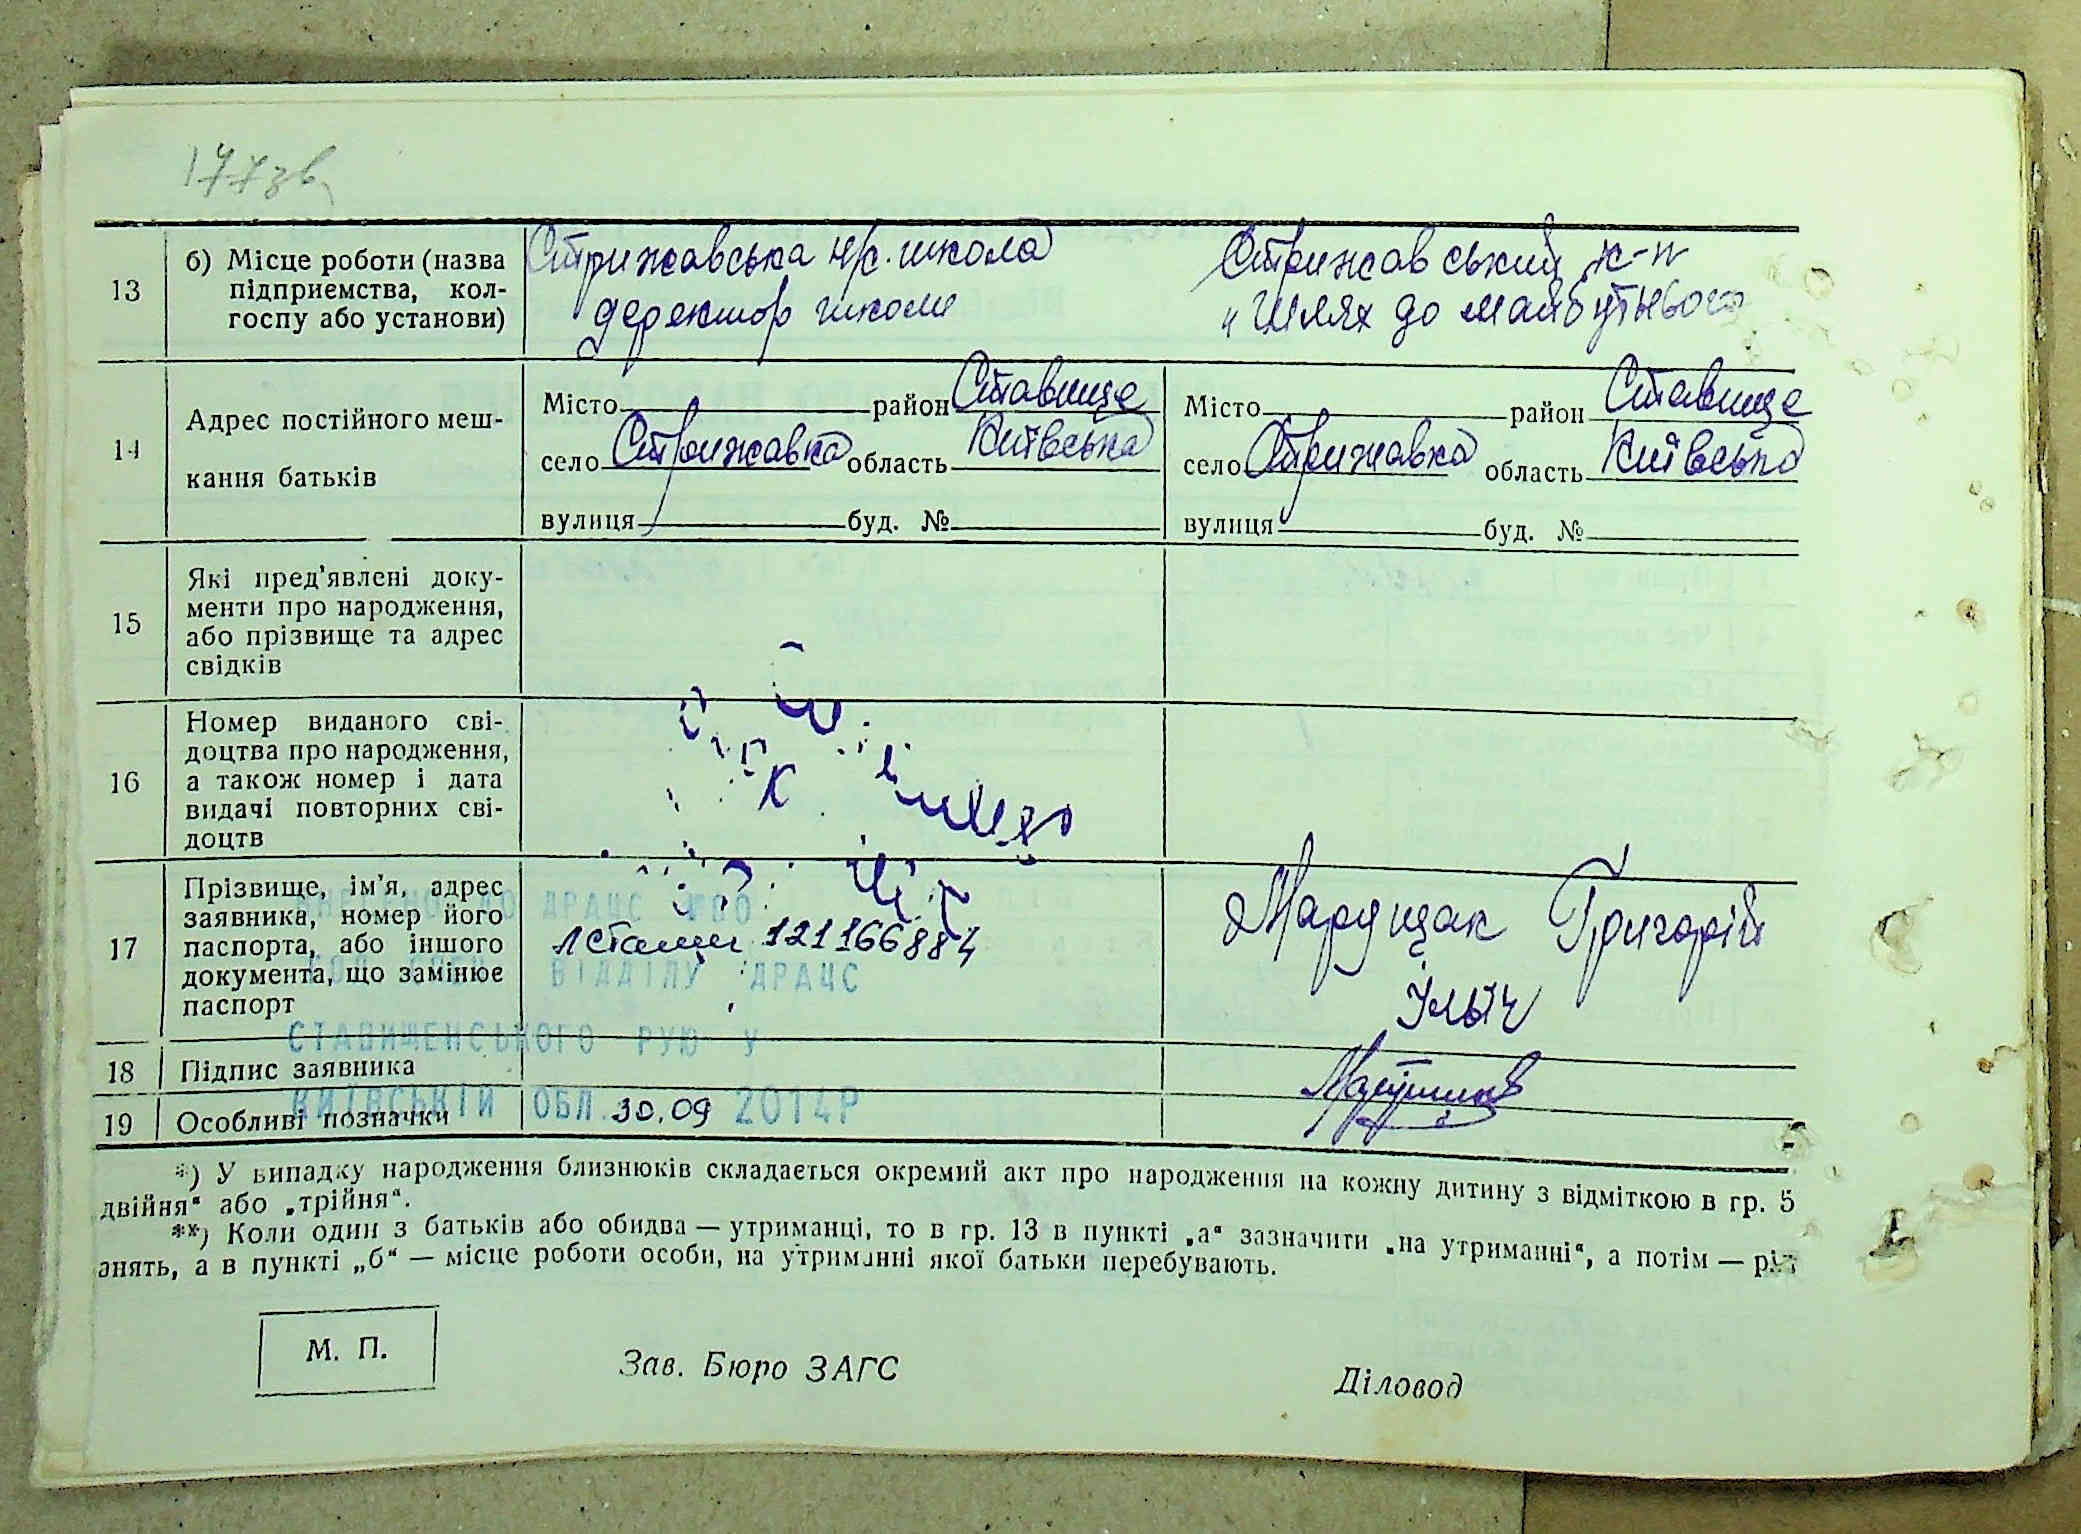 177зв.
13
б) Місце роботи (назва
підприємства, кол-
госпу або установи)
Стрижавська н/с. школа
деректор школи
Стрижавський к-п
„Шлях до майбутнього
14
Адрес постійного меш-
кання батьків
Місто район Ставище
село Стрижавка область Київська
вулиця буд. №
Місто район Ставище
село Стрижавка область Київська
вулиця буд. №
15
Які пред'явлені доку-
менти про народження,
або прізвище та адрес
свідків
16
Номер виданого сві-
доцтва про народження,
а також номер і дата
видачі повторних сві-
доцтв
17
Прізвище, ім'я, адрес
заявника, номер його
паспорта, або іншого
документа, що замінює
паспорт
ВНЕСЕНО ДО ДРАЦС
121166884
ВІДДІЛУ ДРАЦС
СТАВИЩЕНСЬКОГО РУЮ У
КИЇВСЬКІЙ ОБЛ. 30.09 2014Р
Марущак Григорій
Ільїч
18
Підпис заявника
19
Особливі позначки
*) У випадку народження близнюків складається окремий акт про народження на кожну дитину з відміткою в гр. 5
двійня" або „трійня".
**) Коли один з батьків або обидва — утриманці, то в гр. 13 в пункті „а" зазначити „на утриманні", а потім —
анять, а в пункті „б" — місце роботи особи, на утриманні якої батьки перебувають.
М. П.
Зав. Бюро ЗАГС
Діловод